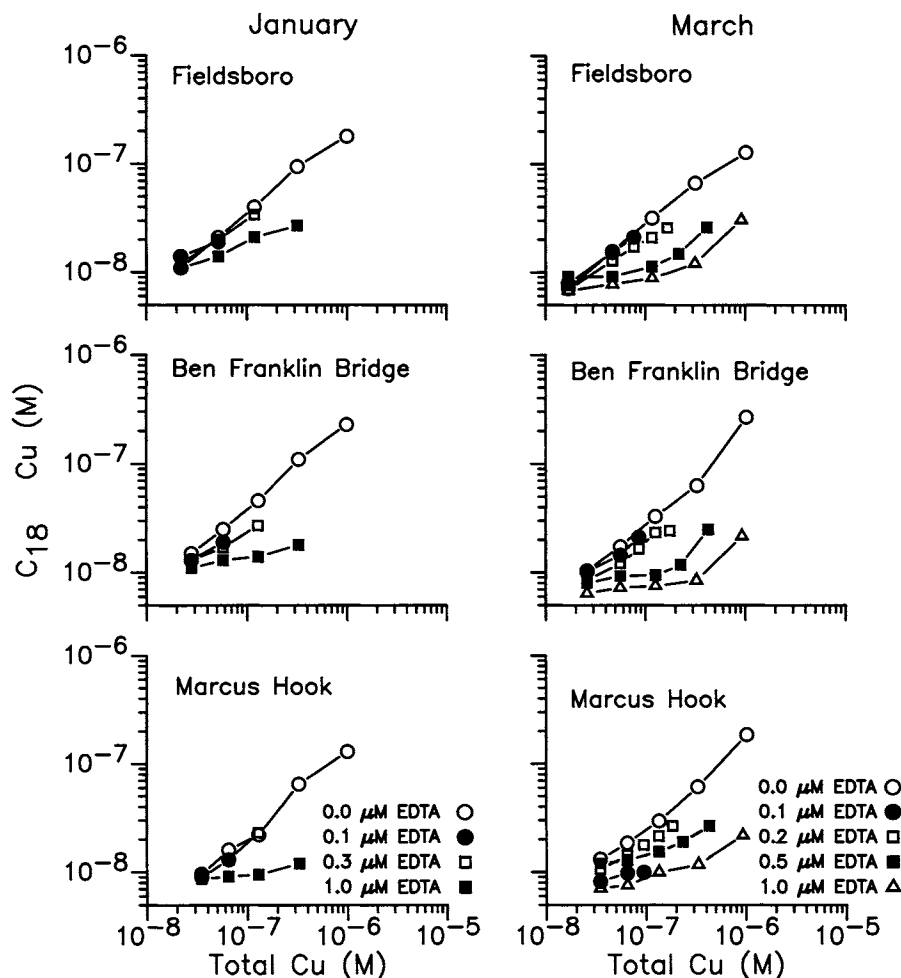 January
March
10⁻⁶
Fieldsboro
Fieldsboro
10⁻⁷
10⁻⁸
10⁻⁶
Ben Franklin Bridge
Ben Franklin Bridge
10⁻⁷
10⁻⁸
C₁₈ Cu (M)
10⁻⁶
Marcus Hook
Marcus Hook
10⁻⁷
0.0 μM EDTA
0.1 μM EDTA
0.3 μM EDTA
1.0 μM EDTA
0.0 μM EDTA
0.1 μM EDTA
0.2 μM EDTA
0.5 μM EDTA
1.0 μM EDTA
10⁻⁸
10⁻⁸ 10⁻⁷ 10⁻⁶ 10⁻⁵
10⁻⁸ 10⁻⁷ 10⁻⁶ 10⁻⁵
Total Cu (M)
Total Cu (M)